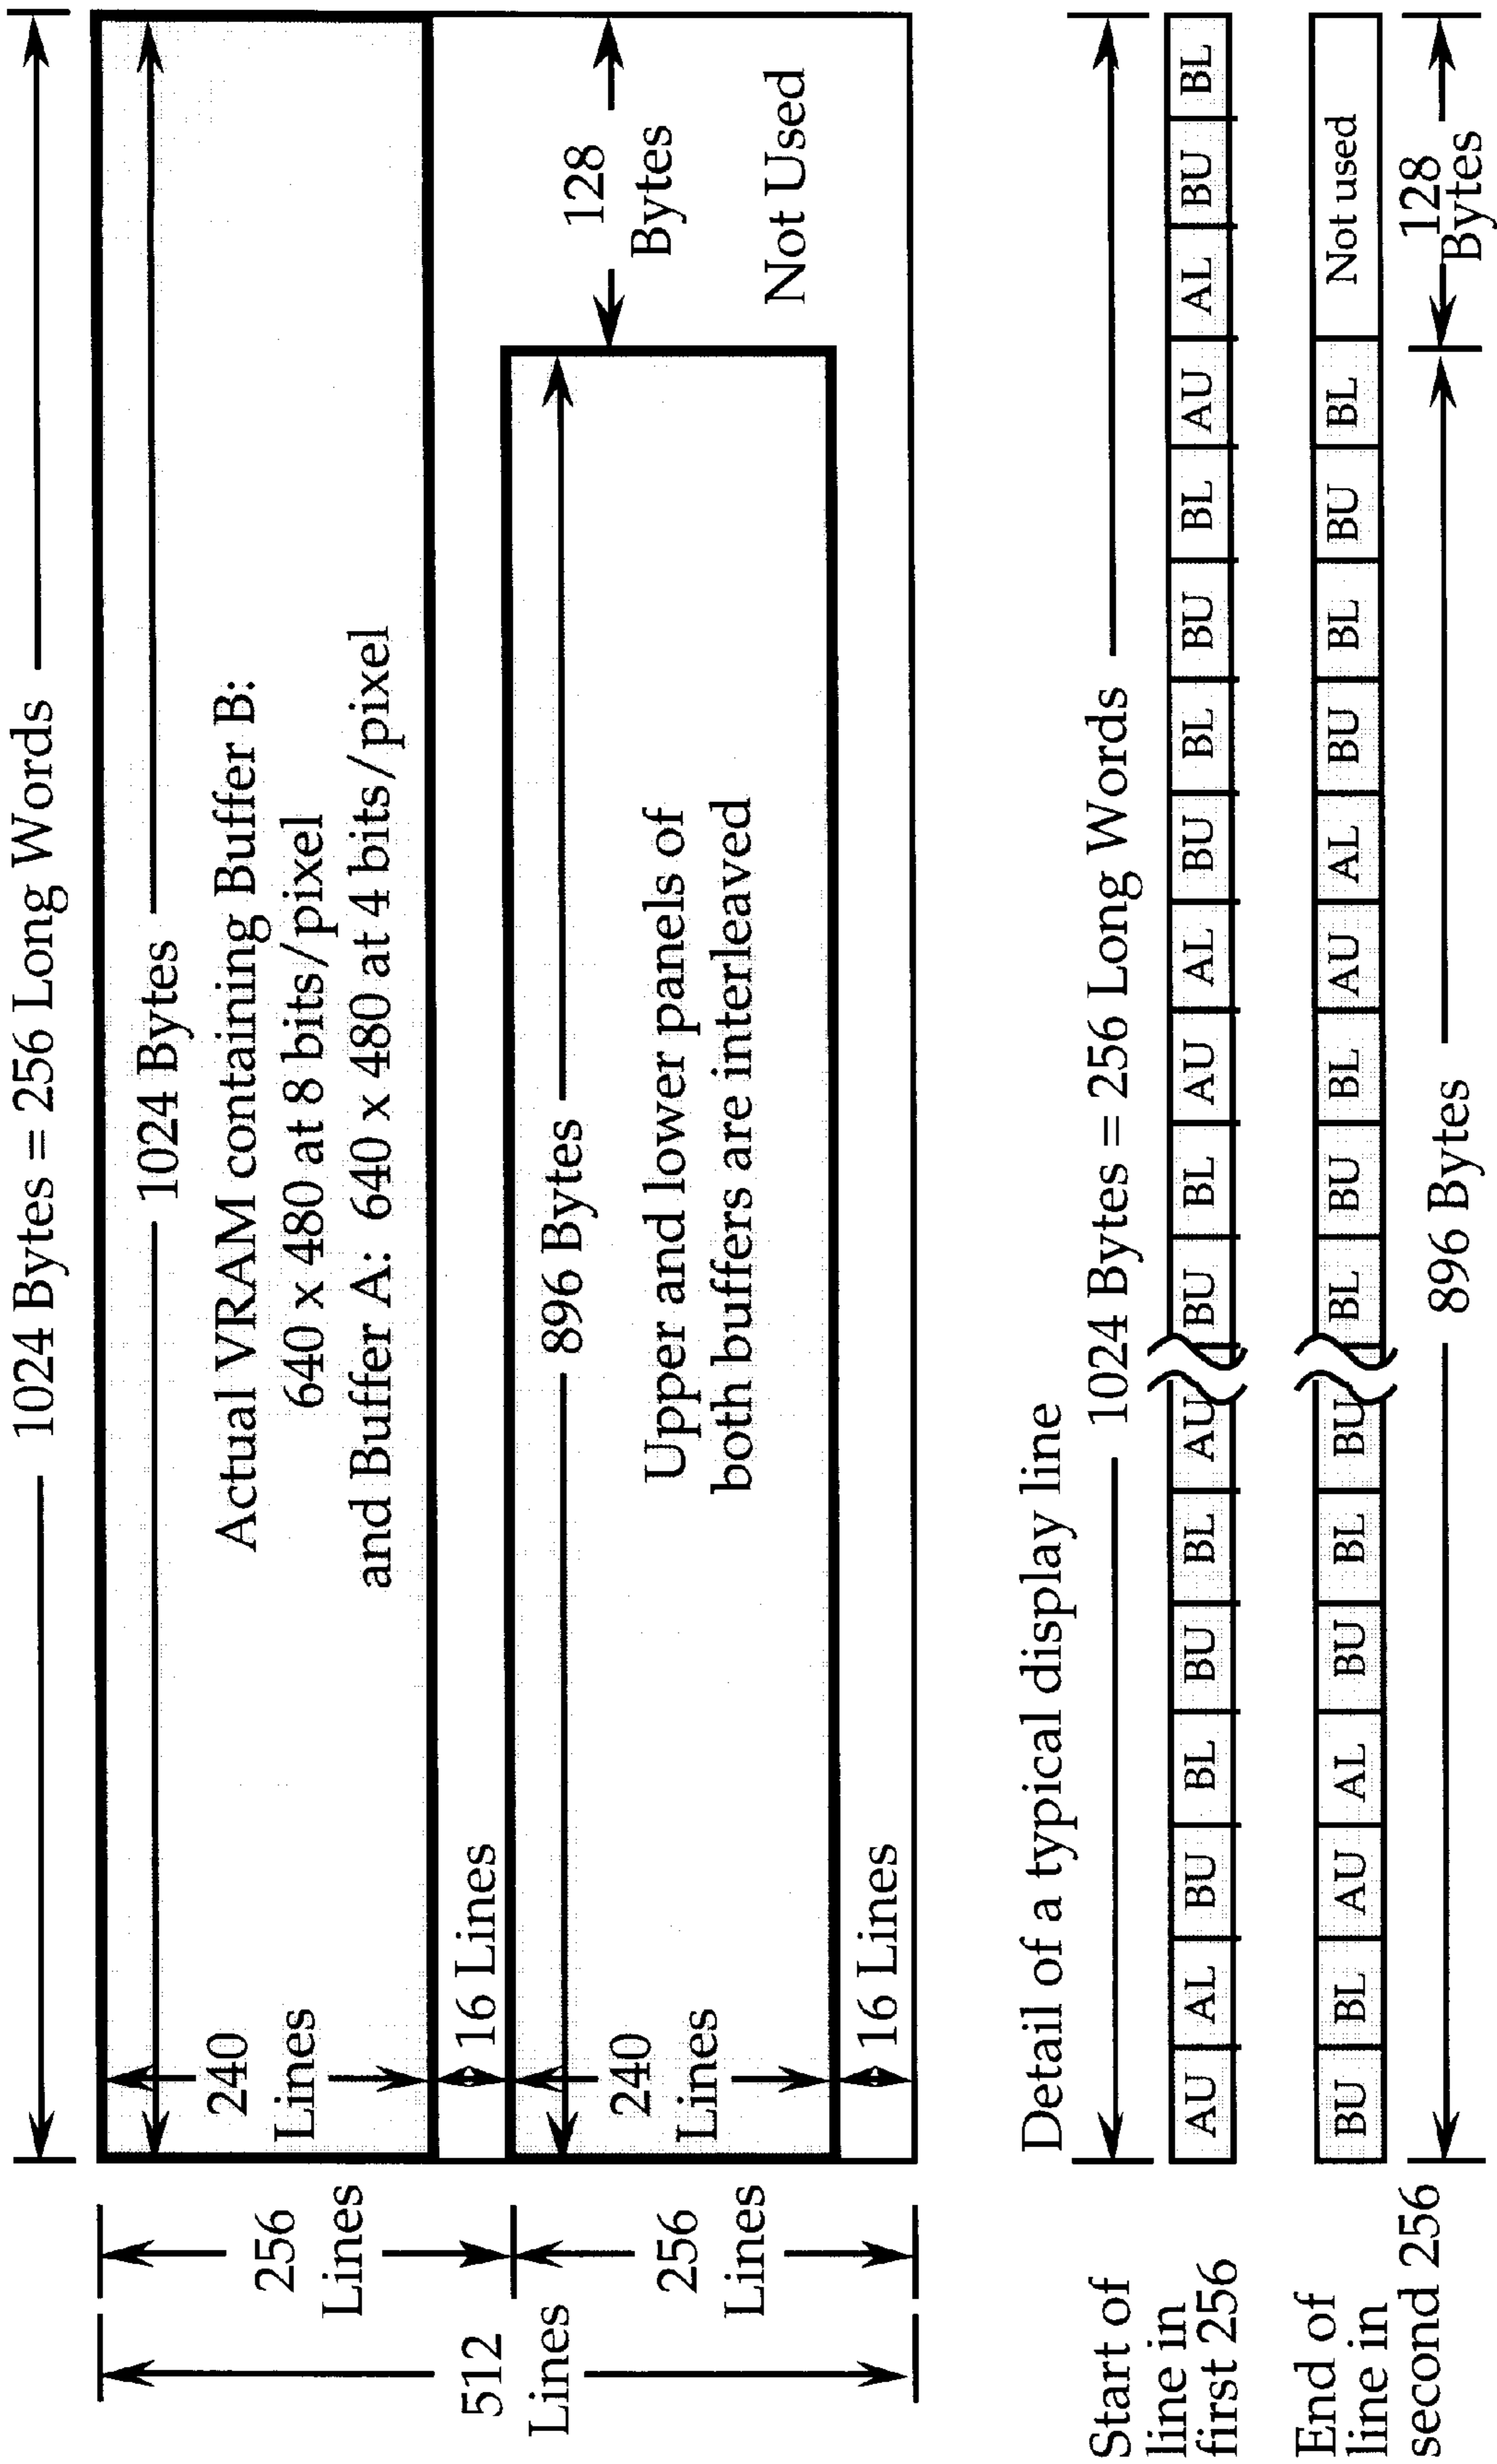 1024 Bytes = 256 Long Words
512
Lines
256
Lines
256
Lines
240
Lines
1024 Bytes
Actual VRAM containing Buffer B:
640 x 480 at 8 bits/pixel
and Buffer A: 640 x 480 at 4 bits/pixel
16 Lines
240
Lines
896 Bytes
128
Bytes
Upper and lower panels of
both buffers are interleaved
Not Used
16 Lines
Detail of a typical display line
1024 Bytes = 256 Long Words
Start of
line in
first 256
AU AL BU BL BU BL AU BU BL AU AL BU BL BU BL AU AL BU BL
End of
line in
second 256
BU BL AU AL BU BL BU BL BU BL AU AL BU BL BU BL Not used
896 Bytes
128
Bytes